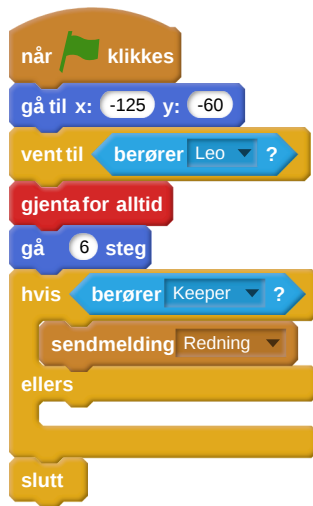 når klikkes
gå til x: -125 y: -60
vent til berører Leo ?
gjenta for alltid
gå 6 steg
hvis berører Keeper ?
sendmelding Redning
ellers
slutt